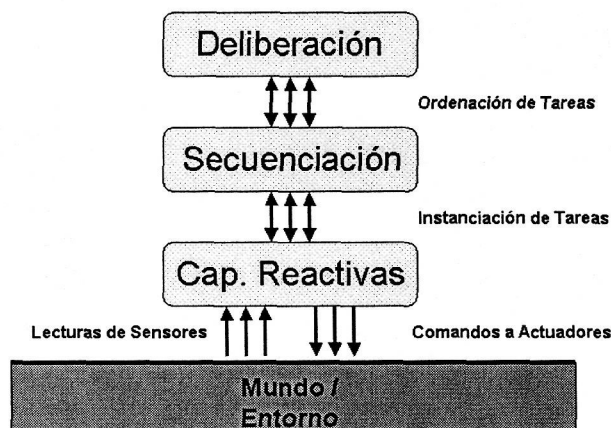 Deliberación
Ordenación de Tareas
Secuenciación
Instanciación de Tareas
Cap. Reactivas
Lecturas de Sensores
Comandos a Actuadores
Mundo /
Entorno